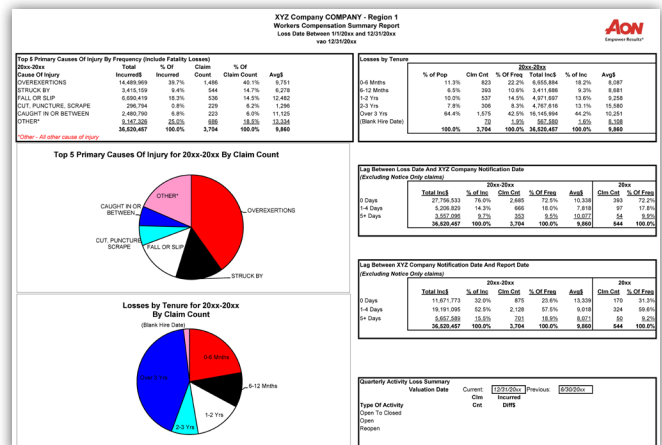 XYZ Company COMPANY - Region 1
Workers Compensation Summary Report
Loss Date Between 1/1/20xx and 12/31/20xx
vao 12/31/20xx
AON
Empower Results®
Top 5 Primary Causes Of Injury By Frequency (Include Fatality Losses)
20xx-20xx Total % Of Claim % Of
Cause Of Injury Incurred$ Incurred Count Claim Count Avg$
OVEREXERTIONS 14,469,969 39.7% 1,486 40.1% 9,751
STRUCK BY 3,415,159 9.4% 544 14.7% 6,278
FALL OR SLIP 6,690,419 18.3% 536 14.5% 12,482
CUT, PUNCTURE, SCRAPE 296,794 0.8% 229 6.2% 1,296
CAUGHT IN OR BETWEEN 2,480,790 6.8% 223 6.0% 11,125
OTHER* 9,147,326 25.0% 686 18.5% 13,334
36,520,457 100.0% 3,704 100.0% 9,860
*Other - All other cause of injury
Losses by Tenure
20xx-20xx
% of Pop Clm Cnt % Of Freq Total Inc$ % of Inc Avg$
0-6 Mnths 11.3% 823 22.2% 6,655,884 18.2% 8,087
6-12 Mnths 6.5% 393 10.6% 3,411,686 9.3% 8,681
1-2 Yrs 10.0% 537 14.5% 4,971,697 13.6% 9,258
2-3 Yrs 7.8% 306 8.3% 4,767,616 13.1% 15,580
Over 3 Yrs 64.4% 1,575 42.5% 16,145,994 44.2% 10,251
(Blank Hire Date) 70 1.9% 567,580 1.6% 8,108
100.0% 3,704 100.0% 36,520,457 100.0% 9,860
Top 5 Primary Causes Of Injury for 20xx-20xx By Claim Count
OTHER*
CAUGHT IN OR
BETWEEN
OVEREXERTIONS
CUT, PUNCTURE,
SCRAPE
FALL OR SLIP
STRUCK BY
Lag Between Loss Date And XYZ Company Notification Date
(Excluding Notice Only claims)
20xx-20xx 20xx
Total Inc$ % of Inc Clm Cnt % Of Freq Avg$ Clm Cnt % Of Freq
0 Days 27,756,533 76.0% 2,685 72.5% 10,338 393 72.2%
1-4 Days 5,206,829 14.3% 666 18.0% 7,818 97 17.8%
5+ Days 3,557,096 9.7% 353 9.5% 10,077 54 9.9%
36,520,457 100.0% 3,704 100.0% 9,860 544 100.0%
Lag Between XYZ Company Notification Date And Report Date
(Excluding Notice Only claims)
20xx-20xx 20xx
Total Inc$ % of Inc Clm Cnt % Of Freq Avg$ Clm Cnt % Of Freq
0 Days 11,671,773 32.0% 875 23.6% 13,339 170 31.3%
1-4 Days 19,191,095 52.5% 2,128 57.5% 9,018 324 59.6%
5+ Days 5,657,589 15.5% 701 18.9% 8,071 50 9.2%
36,520,457 100.0% 3,704 100.0% 9,860 544 100.0%
Losses by Tenure for 20xx-20xx
By Claim Count
(Blank Hire Date)
0-6 Mnths
6-12 Mnths
1-2 Yrs
2-3 Yrs
Quarterly Activity Loss Summary
Valuation Date Current: 12/31/20xx Previous: 6/30/20xx
Clm Incurred
Type Of Activity Cnt Diff$
Open To Closed
Open
Reopen